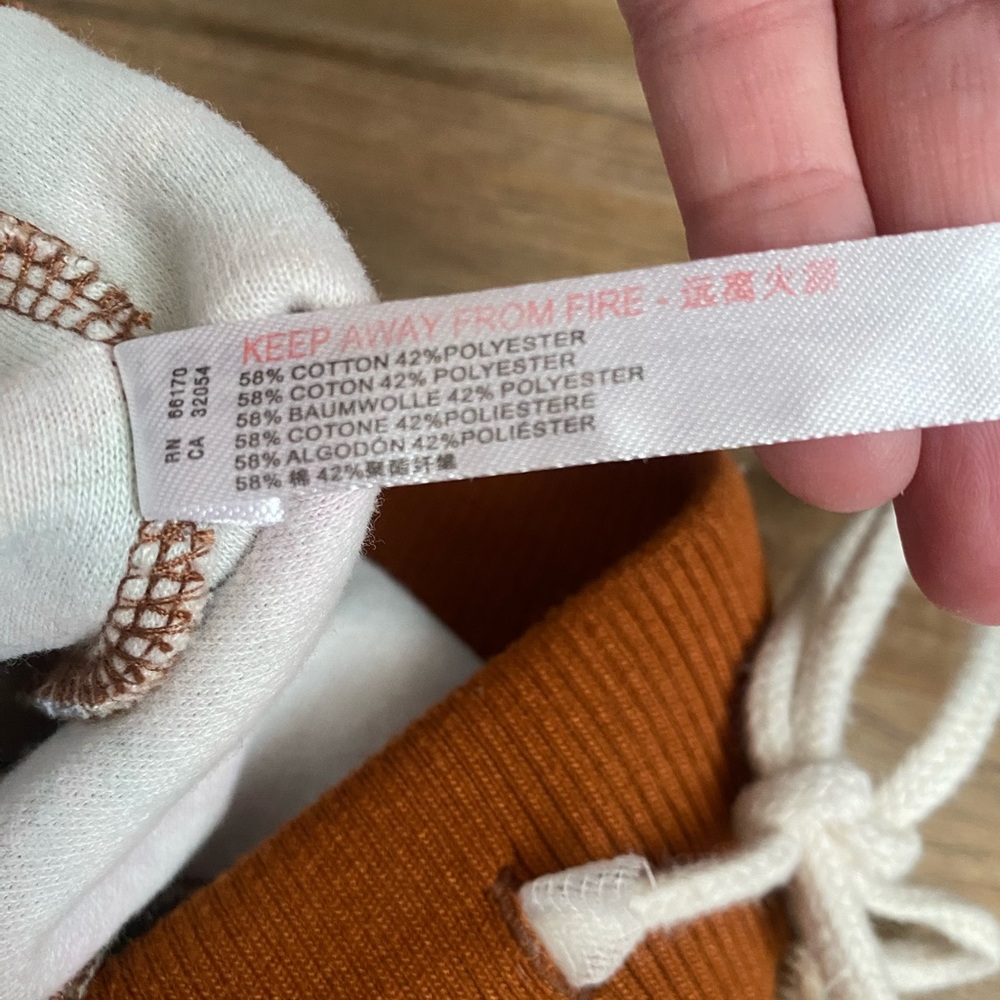 KEEP AWAY FROM FIRE - 远离火源
58% COTTON 42%POLYESTER
58% COTON 42% POLYESTER
58% BAUMWOLLE 42% POLYESTER
58% COTONE 42%POLIESTERE
58% ALGODÓN 42%POLIÉSTER
58% 棉 42%聚酯纤维
RN 66170
CA 32054